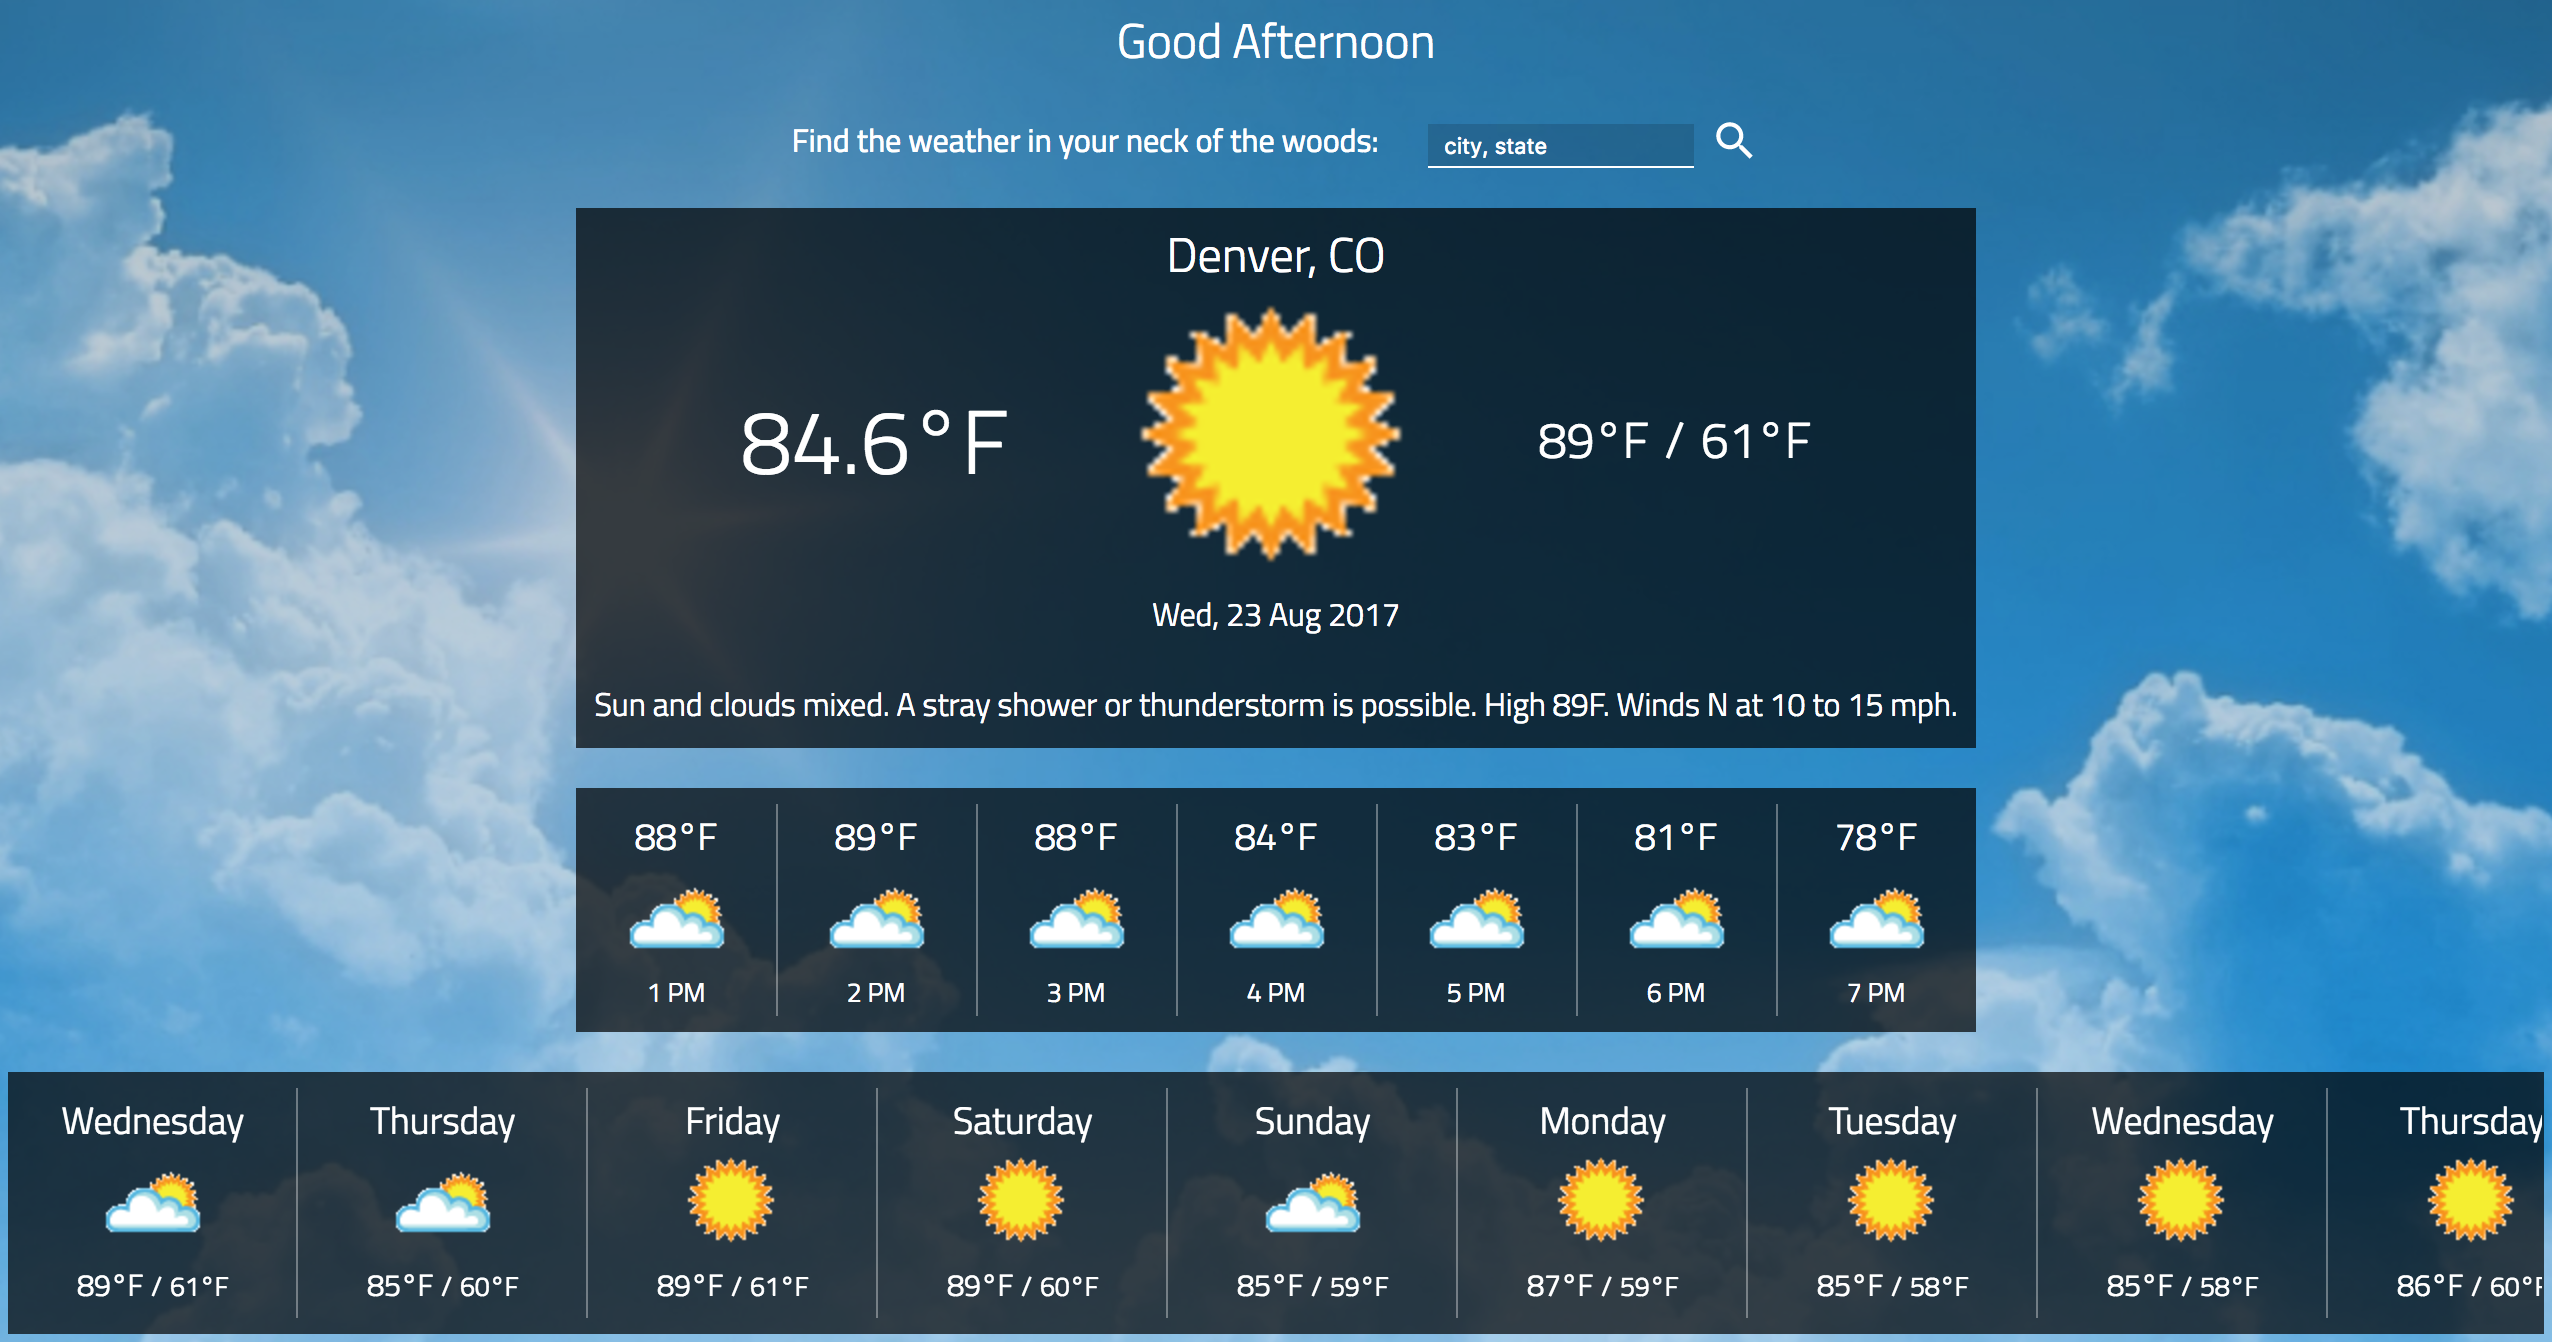 Good Afternoon
Find the weather in your neck of the woods: city, state
Denver, CO
84.6°F 89°F / 61°F
Wed, 23 Aug 2017
Sun and clouds mixed. A stray shower or thunderstorm is possible. High 89F. Winds N at 10 to 15 mph.
88°F 89°F 88°F 84°F 83°F 81°F 78°F
1 PM 2 PM 3 PM 4 PM 5 PM 6 PM 7 PM
Wednesday Thursday Friday Saturday Sunday Monday Tuesday Wednesday Thursday
89°F / 61°F 85°F / 60°F 89°F / 61°F 89°F / 60°F 85°F / 59°F 87°F / 59°F 85°F / 58°F 85°F / 58°F 86°F / 60°F